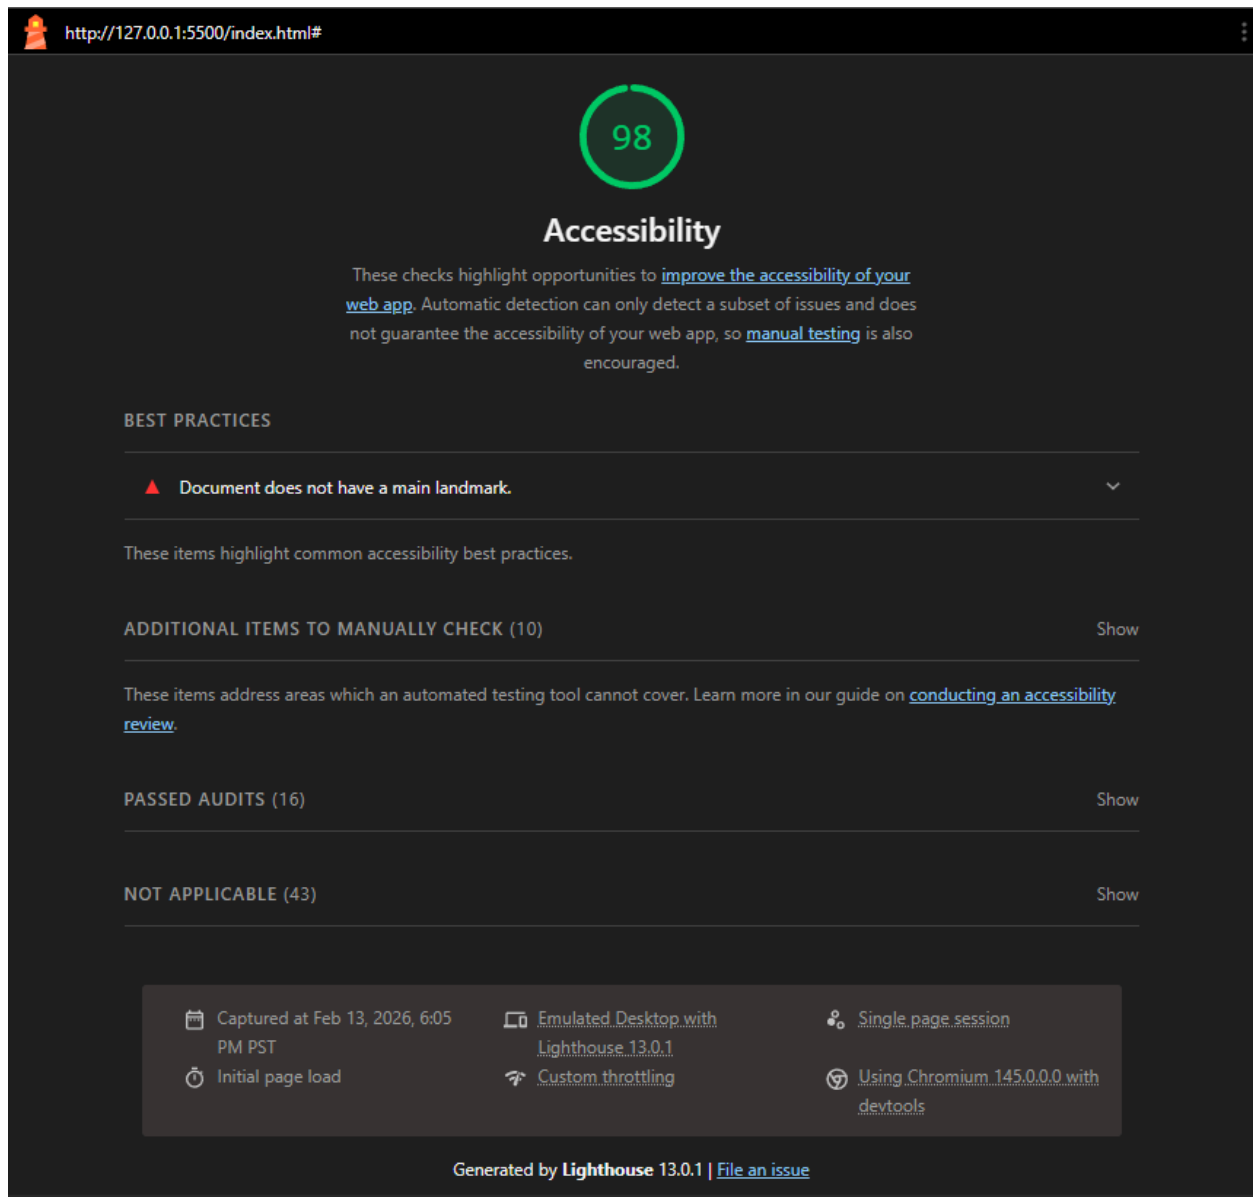 http://127.0.0.1:5500/index.html#
98
Accessibility
These checks highlight opportunities to improve the accessibility of your
web app. Automatic detection can only detect a subset of issues and does
not guarantee the accessibility of your web app, so manual testing is also
encouraged.
BEST PRACTICES
Document does not have a main landmark.
These items highlight common accessibility best practices.
ADDITIONAL ITEMS TO MANUALLY CHECK (10)
Show
These items address areas which an automated testing tool cannot cover. Learn more in our guide on conducting an accessibility
review.
PASSED AUDITS (16)
Show
NOT APPLICABLE (43)
Show
Captured at Feb 13, 2026, 6:05
PM PST
Emulated Desktop with
Lighthouse 13.0.1
Single page session
Initial page load
Custom throttling
Using Chromium 145.0.0.0 with
devtools
Generated by Lighthouse 13.0.1 | File an issue